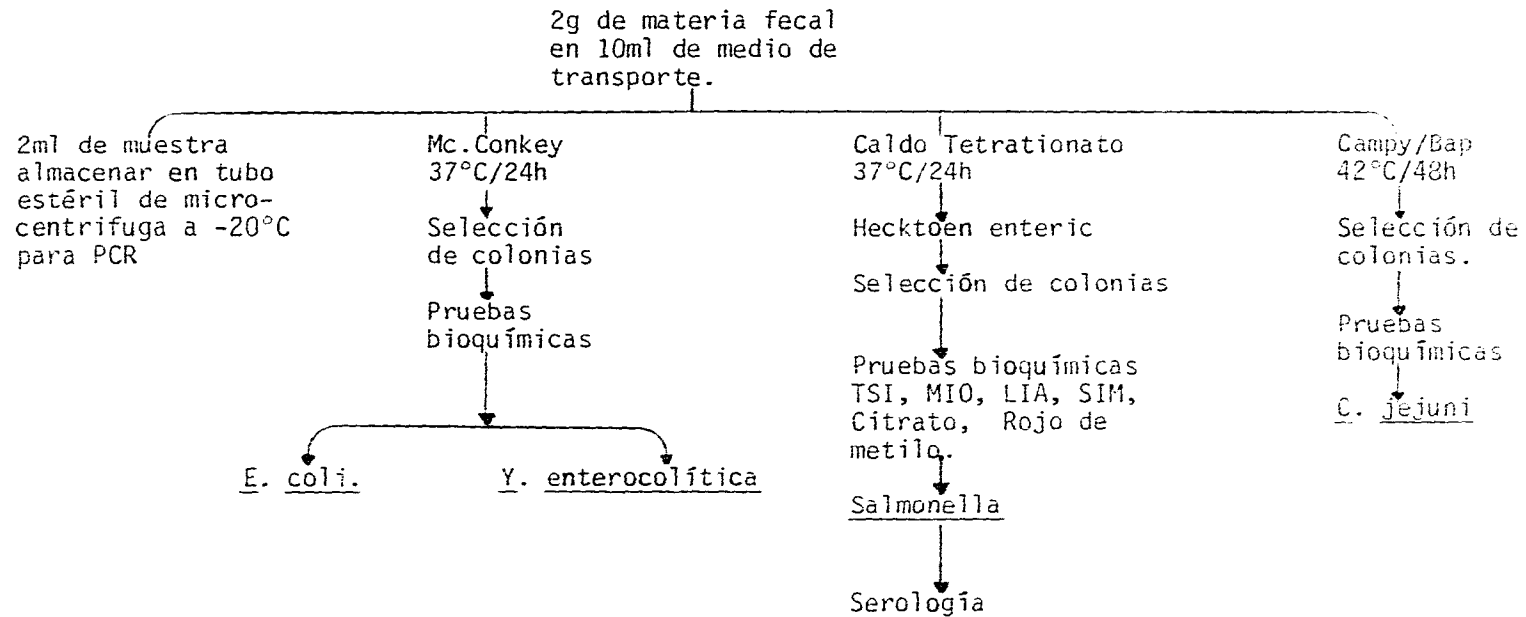 2g de materia fecal
en 10ml de medio de
transporte.
2ml de muestra
almacenar en tubo
estéril de micro-
centrifuga a -20°C
para PCR
Mc.Conkey
37°C/24h
Selección
de colonias
Pruebas
bioquímicas
E. coli.
Y. enterocolítica
Caldo Tetrationato
37°C/24h
Hecktoen enteric
Selección de colonias
Pruebas bioquímicas
TSI, MIO, LIA, SIM,
Citrato, Rojo de
metilo.
Salmonella
Serología
Campy/Bap
42°C/48h
Selección de
colonias.
Pruebas
bioquímicas
C. jejuni